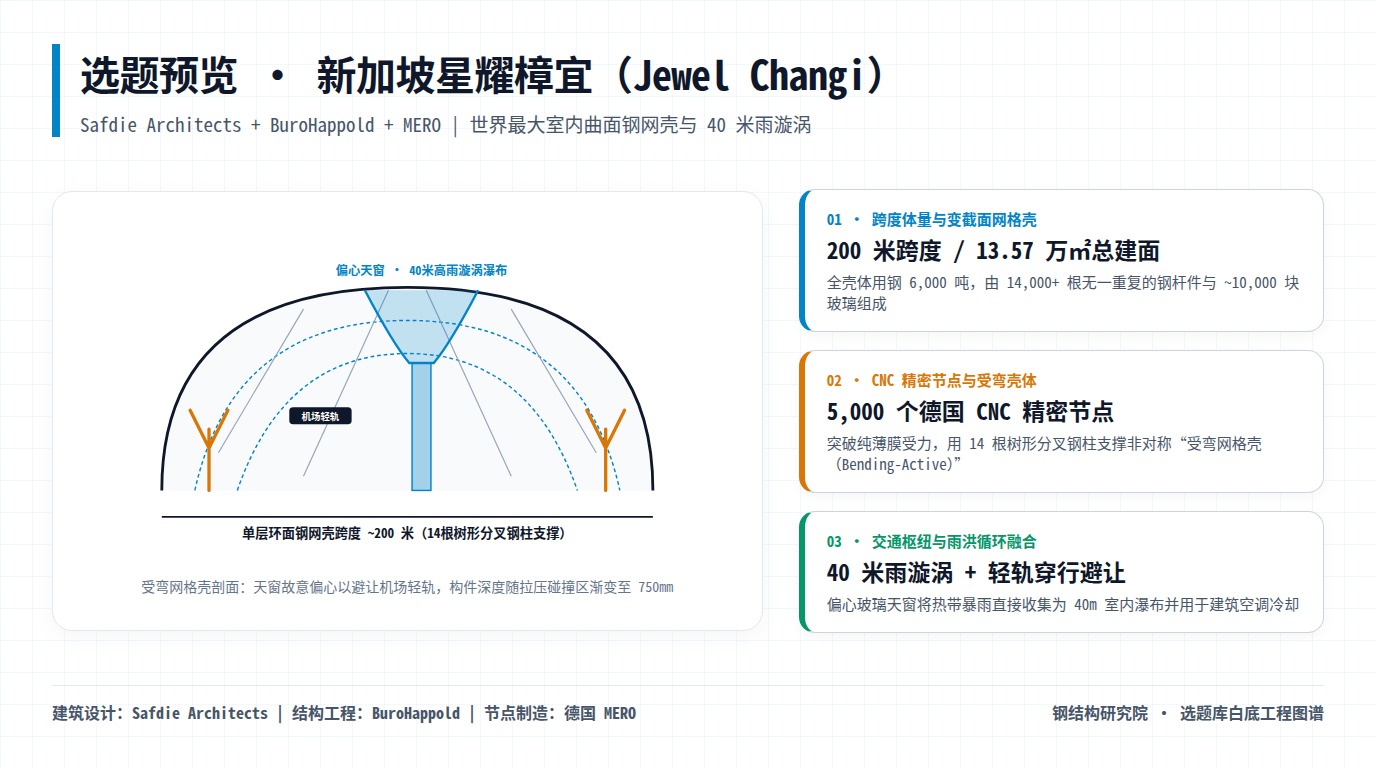 选题预览 · 新加坡星耀樟宜（Jewel Changi）
Safdie Architects + BuroHappold + MERO | 世界最大室内曲面钢网壳与 40 米雨漩涡
偏心天窗 · 40米高雨漩涡瀑布
机场轻轨
单层环面钢网壳跨度 ~200 米（14根树形分叉钢柱支撑）
受弯网格壳剖面：天窗故意偏心以避让机场轻轨，构件深度随拉压碰撞区渐变至 750mm
01 · 跨度体量与变截面网格壳
200 米跨度 / 13.57 万㎡总建面
全壳体用钢 6,000 吨，由 14,000+ 根无一重复的钢杆件与 ~10,000 块
玻璃组成
02 · CNC 精密节点与受弯壳体
5,000 个德国 CNC 精密节点
突破纯薄膜受力，用 14 根树形分叉钢柱支撑非对称“受弯网格壳
（Bending-Active）”
03 · 交通枢纽与雨洪循环融合
40 米雨漩涡 + 轻轨穿行避让
偏心玻璃天窗将热带暴雨直接收集为 40m 室内瀑布并用于建筑空调冷却
建筑设计：Safdie Architects | 结构工程：BuroHappold | 节点制造：德国 MERO
钢结构研究院 · 选题库白底工程图谱